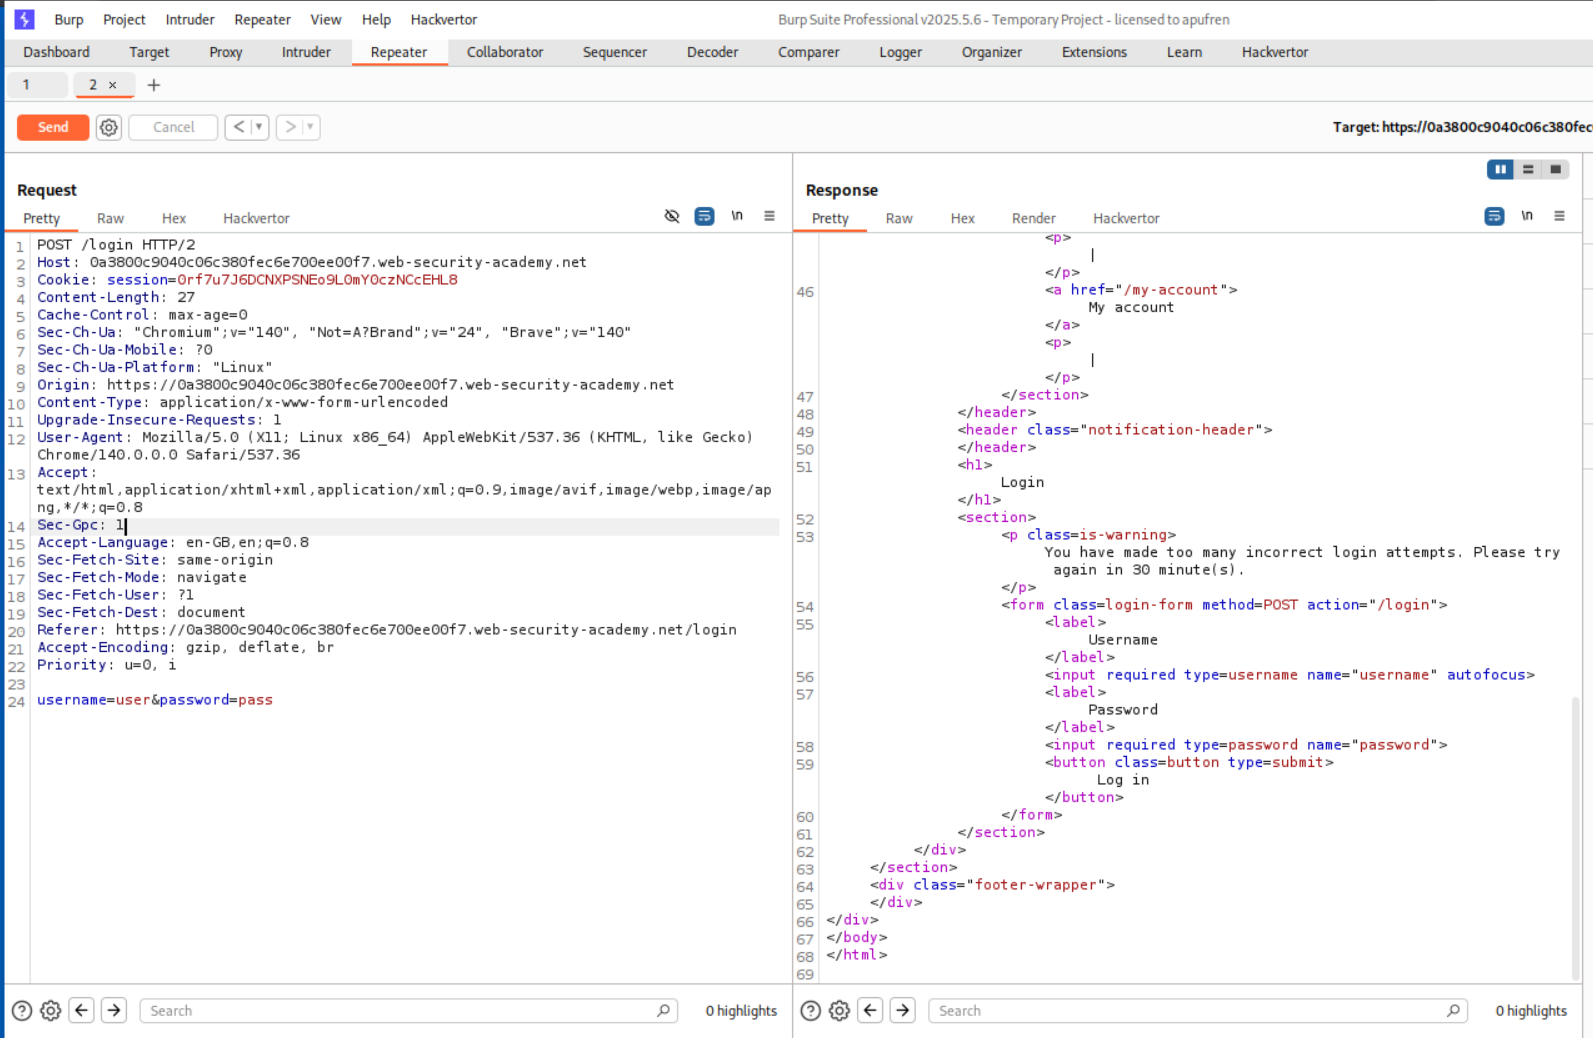 Burp Project Intruder Repeater View Help Hackvertor Burp Suite Professional v2025.5.6 - Temporary Project - licensed to apufren
Dashboard Target Proxy Intruder Repeater Collaborator Sequencer Decoder Comparer Logger Organizer Extensions Learn Hackvertor
1 2 × +
Send Cancel < > Target: https://0a3800c9040c06c380fec
Request
Pretty Raw Hex Hackvertor \n
1 POST /login HTTP/2
2 Host: 0a3800c9040c06c380fec6e700ee00f7.web-security-academy.net
3 Cookie: session=0rf7u7J6DCNXPSNEo9L0mY0czNCcEHL8
4 Content-Length: 27
5 Cache-Control: max-age=0
6 Sec-Ch-Ua: "Chromium";v="140", "Not=A?Brand";v="24", "Brave";v="140"
7 Sec-Ch-Ua-Mobile: ?0
8 Sec-Ch-Ua-Platform: "Linux"
9 Origin: https://0a3800c9040c06c380fec6e700ee00f7.web-security-academy.net
10 Content-Type: application/x-www-form-urlencoded
11 Upgrade-Insecure-Requests: 1
12 User-Agent: Mozilla/5.0 (X11; Linux x86_64) AppleWebKit/537.36 (KHTML, like Gecko)
Chrome/140.0.0.0 Safari/537.36
13 Accept:
text/html,application/xhtml+xml,application/xml;q=0.9,image/avif,image/webp,image/ap
ng,*/*;q=0.8
14 Sec-Gpc: 1
15 Accept-Language: en-GB,en;q=0.8
16 Sec-Fetch-Site: same-origin
17 Sec-Fetch-Mode: navigate
18 Sec-Fetch-User: ?1
19 Sec-Fetch-Dest: document
20 Referer: https://0a3800c9040c06c380fec6e700ee00f7.web-security-academy.net/login
21 Accept-Encoding: gzip, deflate, br
22 Priority: u=0, i
23
24 username=user&password=pass
Search 0 highlights
Response
Pretty Raw Hex Render Hackvertor \n
<p>
|
</p>
46 <a href="/my-account">
My account
</a>
<p>
|
</p>
47 </section>
48 </header>
49 <header class="notification-header">
50 </header>
51 <h1>
Login
</h1>
52 <section>
53 <p class=is-warning>
You have made too many incorrect login attempts. Please try
again in 30 minute(s).
</p>
54 <form class=login-form method=POST action="/login">
55 <label>
Username
</label>
56 <input required type=username name="username" autofocus>
57 <label>
Password
</label>
58 <input required type=password name="password">
59 <button class=button type=submit>
Log in
</button>
60 </form>
61 </section>
62 </div>
63 </section>
64 <div class="footer-wrapper">
65 </div>
66 </div>
67 </body>
68 </html>
69
Search 0 highlights